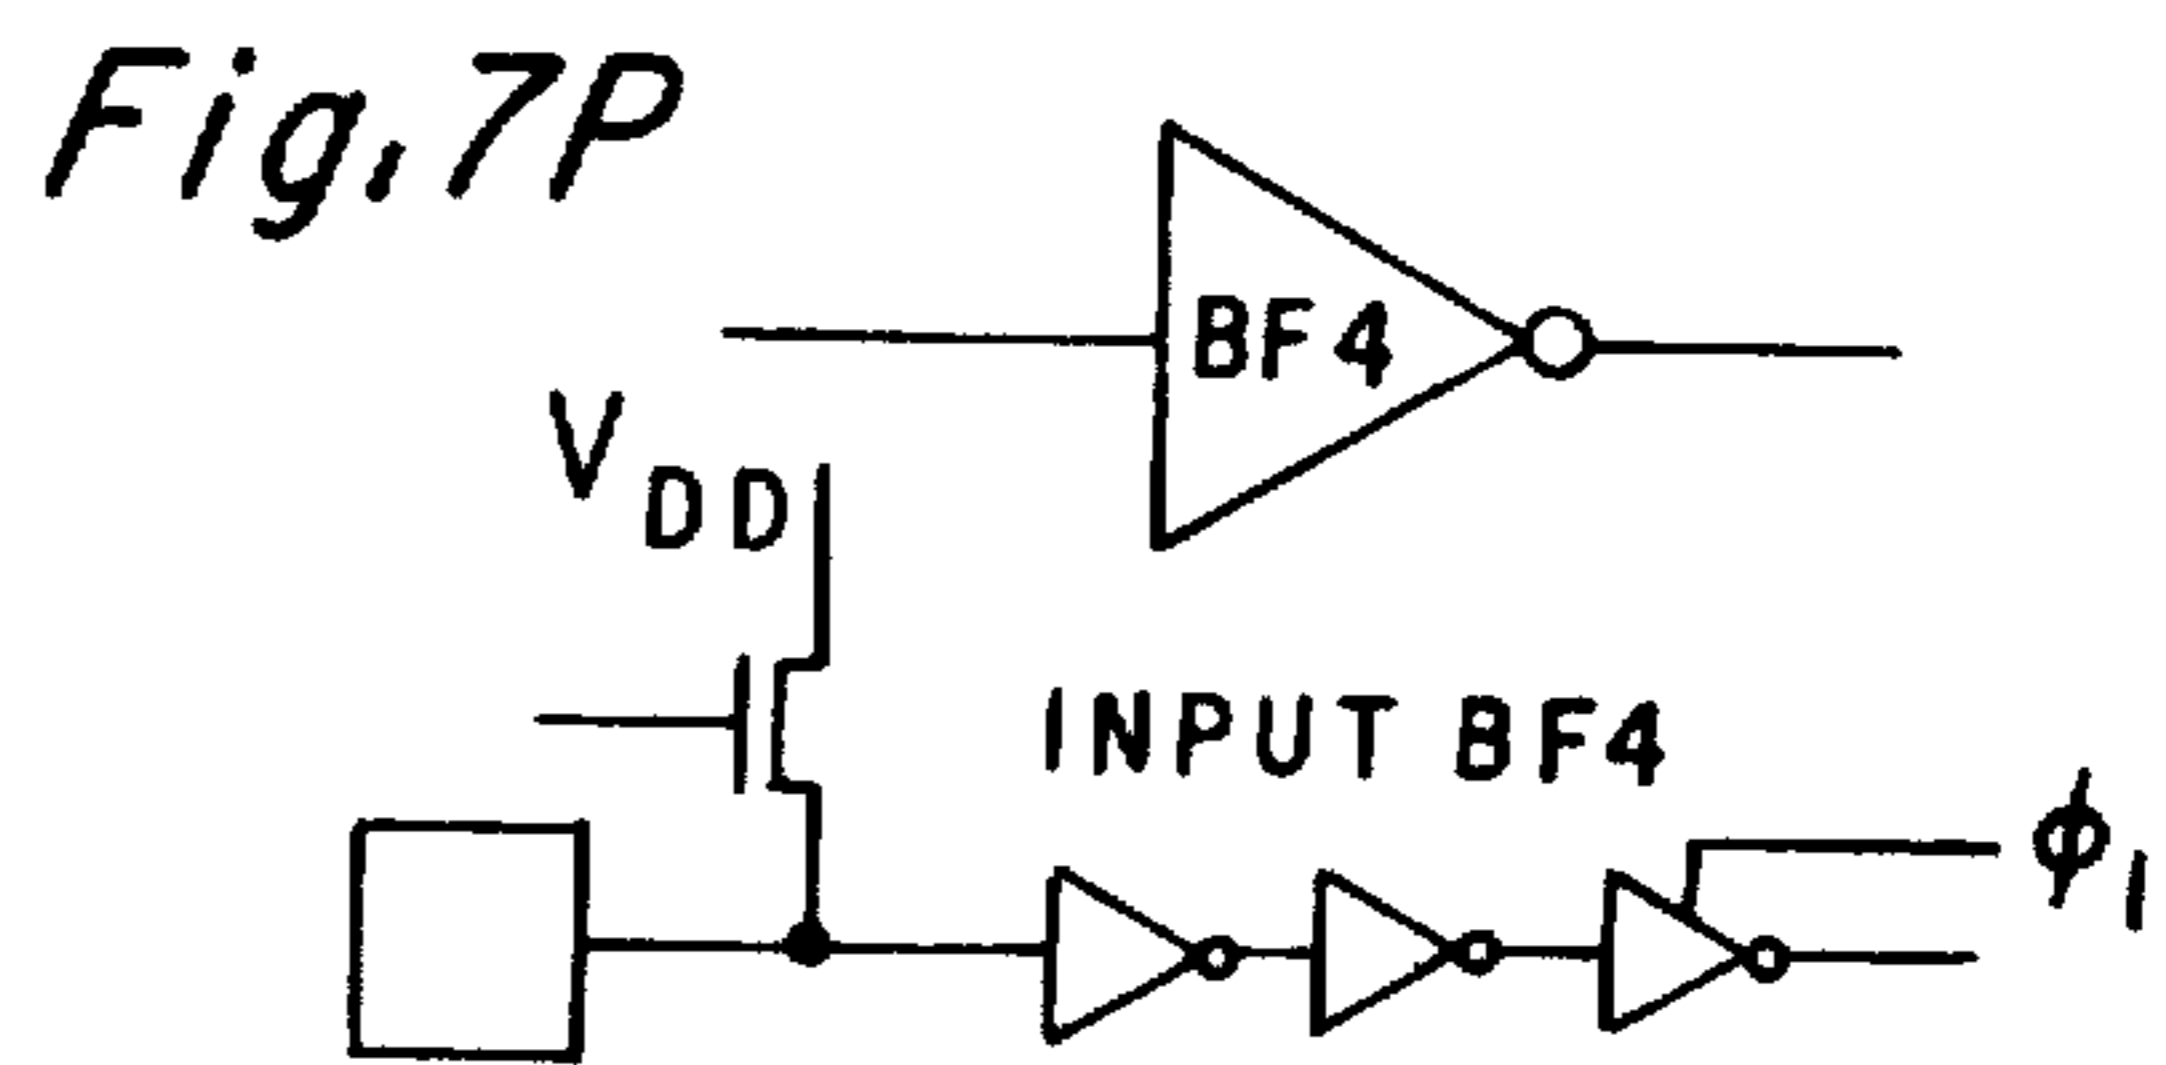 Fig. 7P
BF4
VDD
INPUT BF4
ϕ1